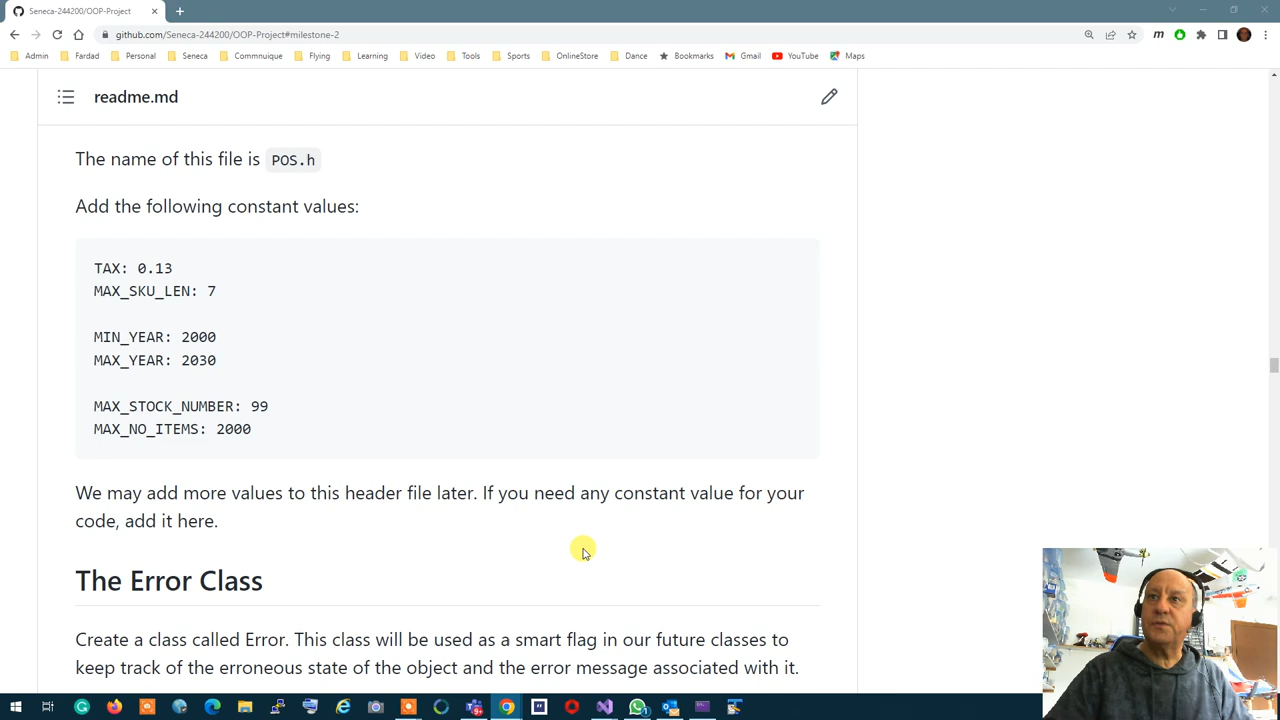 Seneca-244200/OOP-Project
github.com/Seneca-244200/OOP-Project#milestone-2
Admin Fardad Personal Seneca Commnuique Flying Learning Video Tools Sports OnlineStore Dance Bookmarks Gmail YouTube Maps
readme.md
The name of this file is POS.h
Add the following constant values:
TAX: 0.13
MAX_SKU_LEN: 7
MIN_YEAR: 2000
MAX_YEAR: 2030
MAX_STOCK_NUMBER: 99
MAX_NO_ITEMS: 2000
We may add more values to this header file later. If you need any constant value for your
code, add it here.
The Error Class
Create a class called Error. This class will be used as a smart flag in our future classes to
keep track of the erroneous state of the object and the error message associated with it.